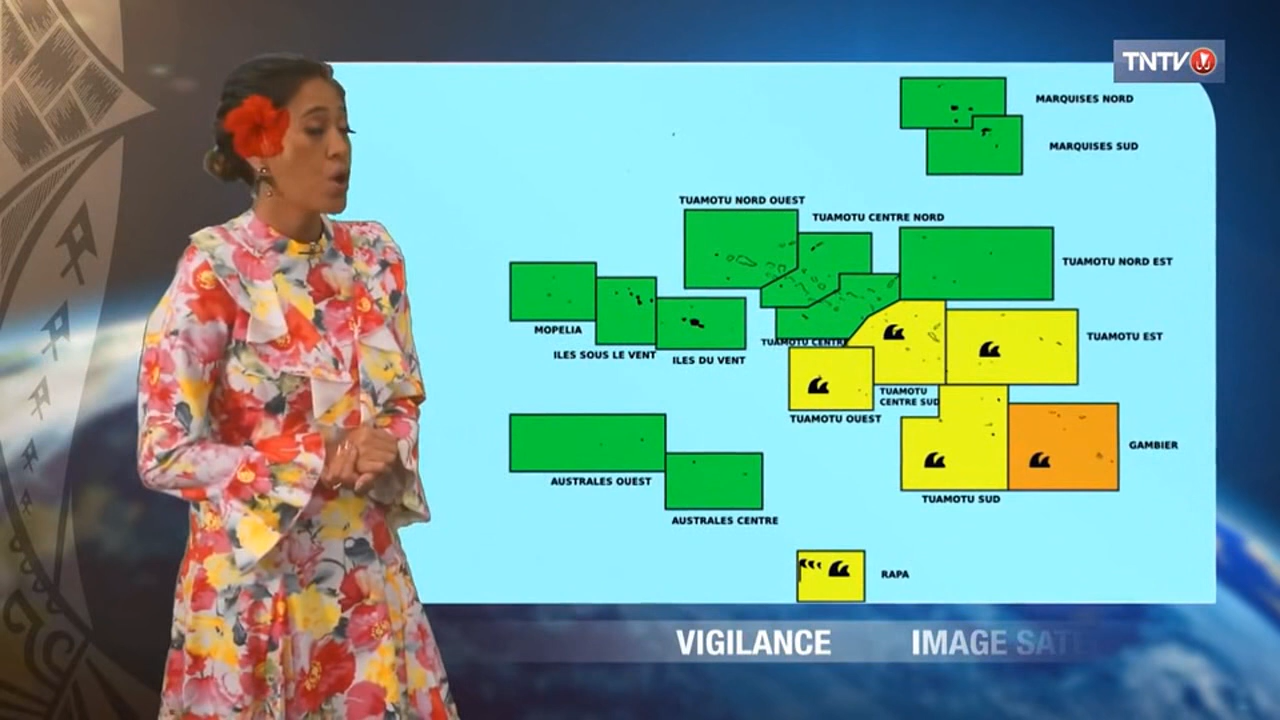 TNTV
MARQUISES NORD
MARQUISES SUD
TUAMOTU NORD OUEST
TUAMOTU CENTRE NORD
TUAMOTU NORD EST
MOPELIA
ILES SOUS LE VENT
ILES DU VENT
TUAMOTU CENTRE
TUAMOTU EST
TUAMOTU
CENTRE SUD
TUAMOTU OUEST
GAMBIER
AUSTRALES OUEST
TUAMOTU SUD
AUSTRALES CENTRE
RAPA
VIGILANCE
IMAGE SATE